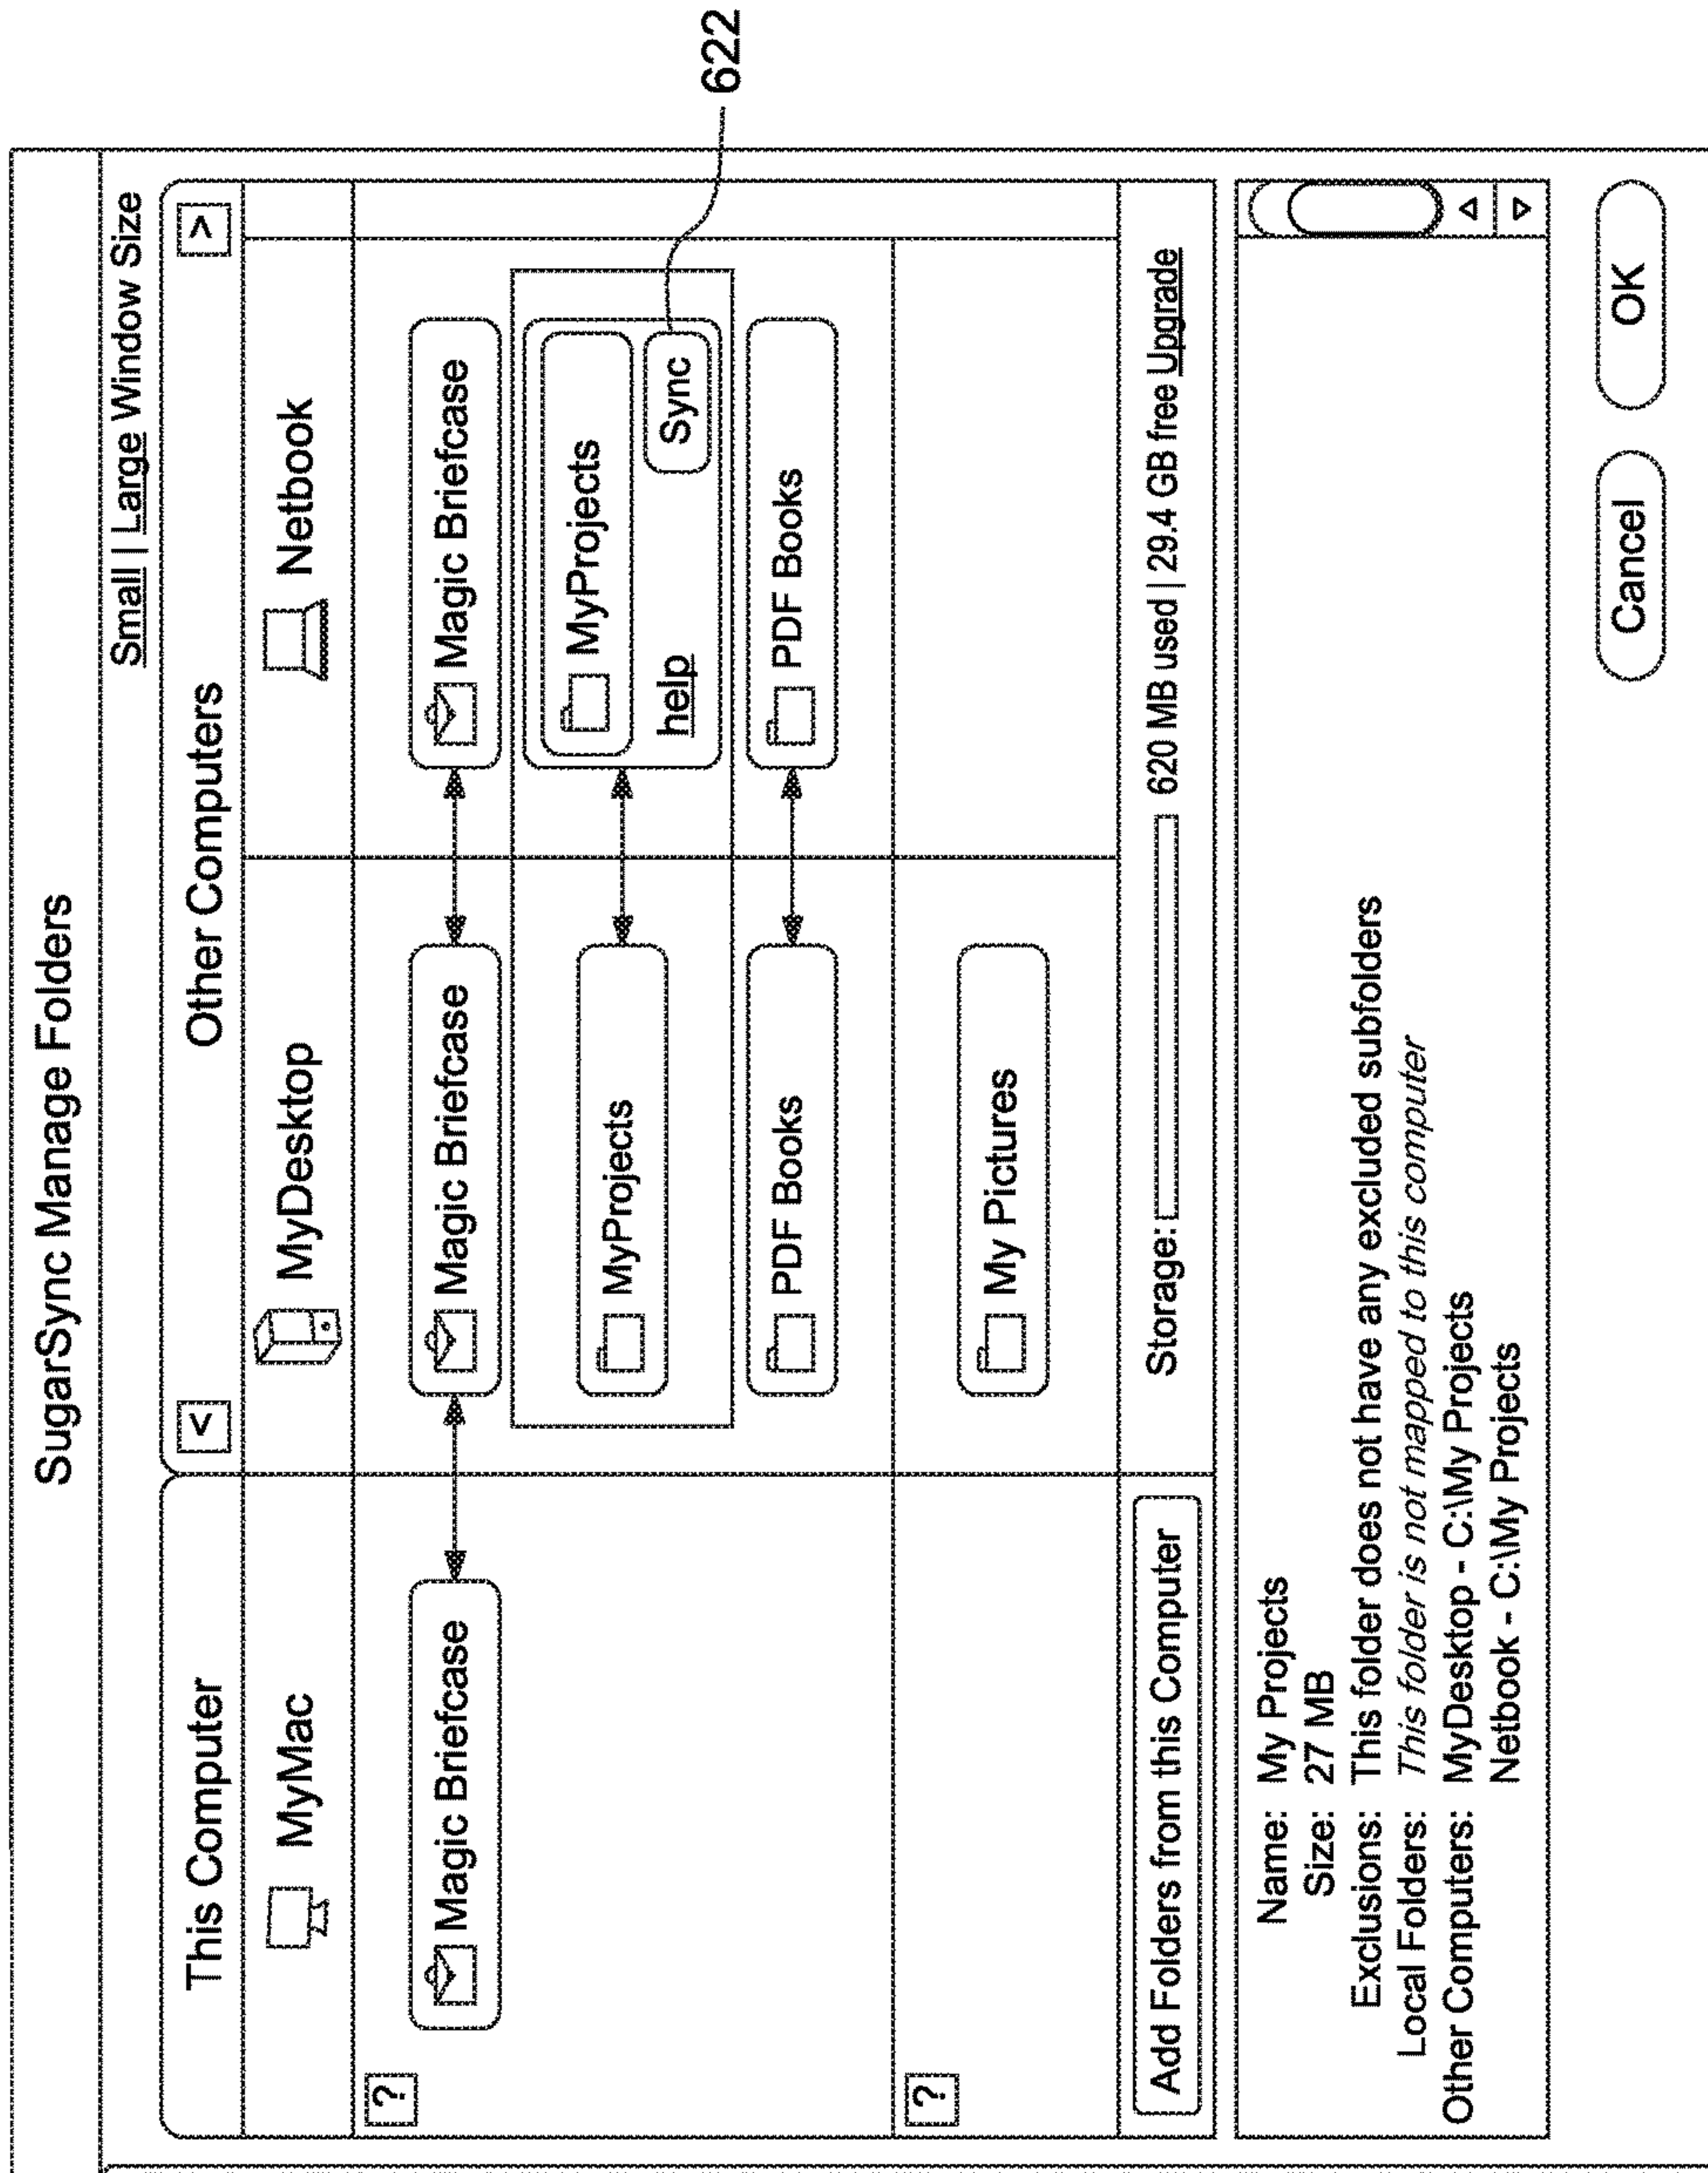 SugarSync Manage Folders
Small | Large Window Size
This Computer
<
Other Computers
>
MyMac
MyDesktop
Netbook
?
Magic Briefcase
Magic Briefcase
Magic Briefcase
MyProjects
MyProjects
help
Sync
622
PDF Books
PDF Books
?
My Pictures
Add Folders from this Computer
Storage: 620 MB used | 29.4 GB free Upgrade
Name: My Projects
Size: 27 MB
Exclusions: This folder does not have any excluded subfolders
Local Folders: This folder is not mapped to this computer
Other Computers: MyDesktop - C:\My Projects
Netbook - C:\My Projects
Cancel
OK